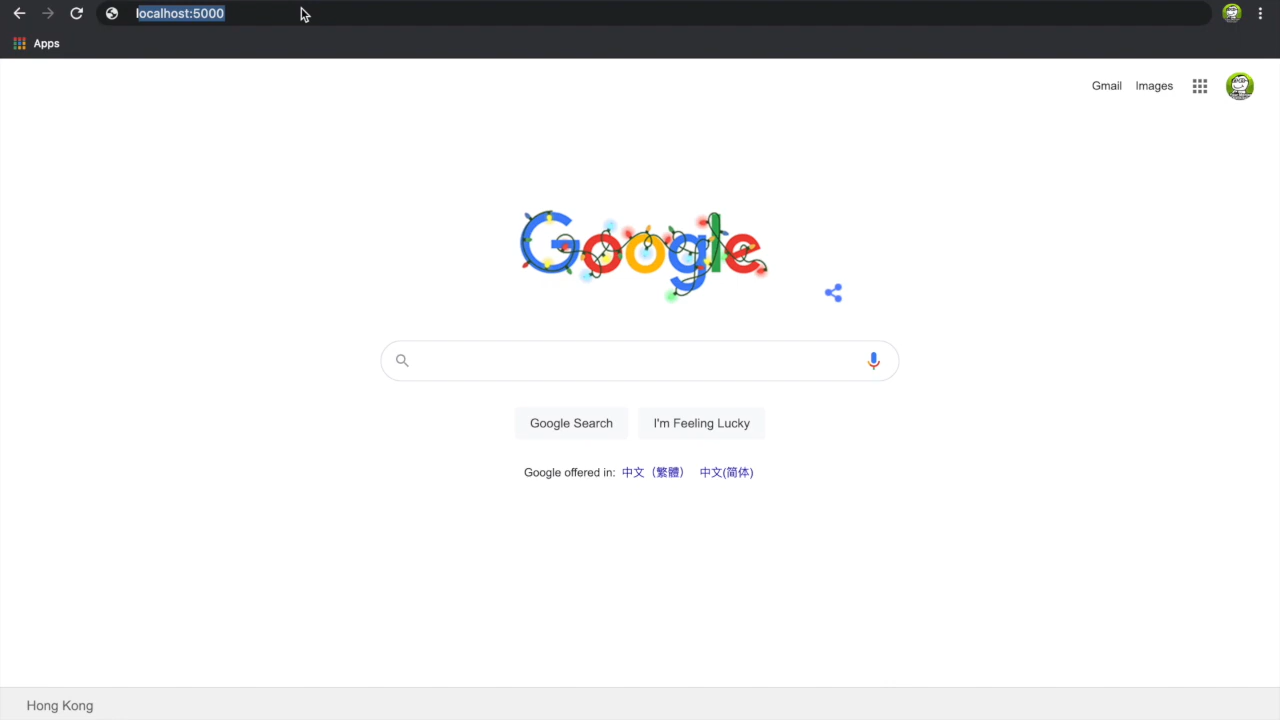 localhost:5000
Apps
Gmail Images
Google
Google Search I'm Feeling Lucky
Google offered in: 中文（繁體） 中文(简体)
Hong Kong